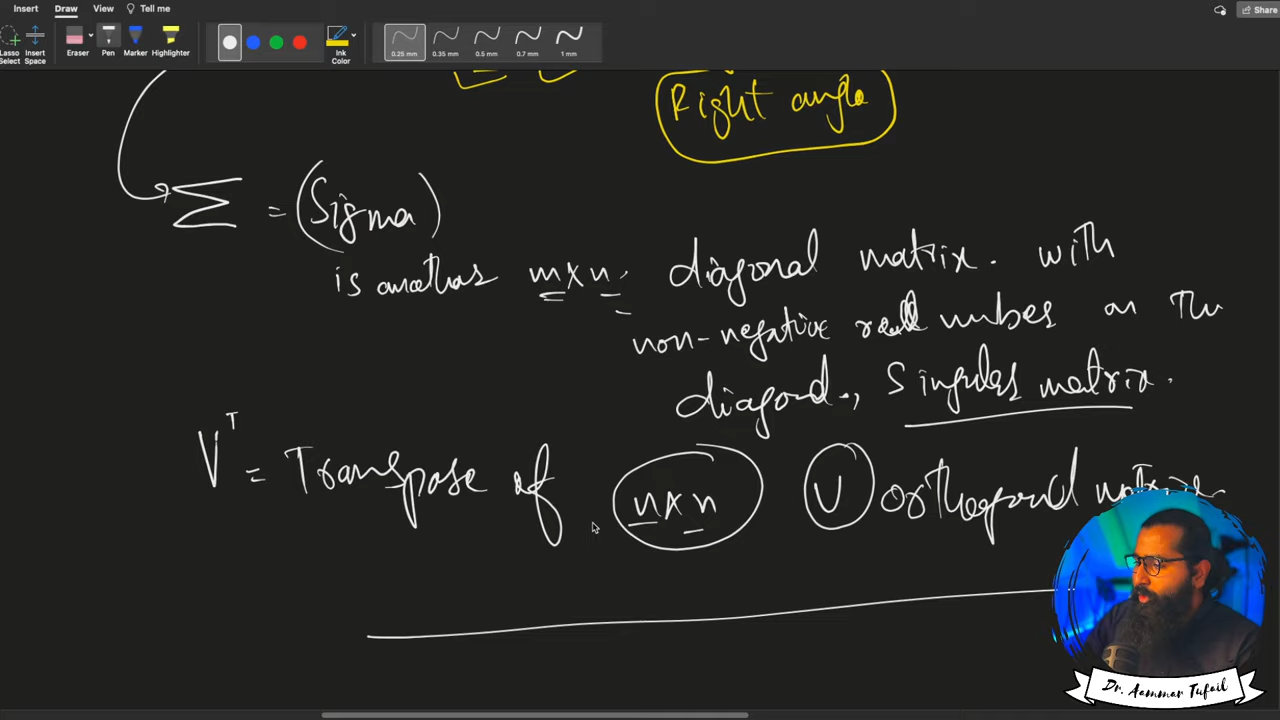 Insert Draw View Tell me
Share
Lasso Select
Insert Space
Eraser
Pen
Marker
Highlighter
Ink Color
0.25 mm
0.35 mm
0.5 mm
0.7 mm
1 mm
Right angle
Σ = (Sigma)
is m×n diagonal matrix. with
non-negative real numbers on the
diagonal, Singular matrix.
V^T = Transpose of n×n V orthogonal matrix
Dr. Aammar Tufail